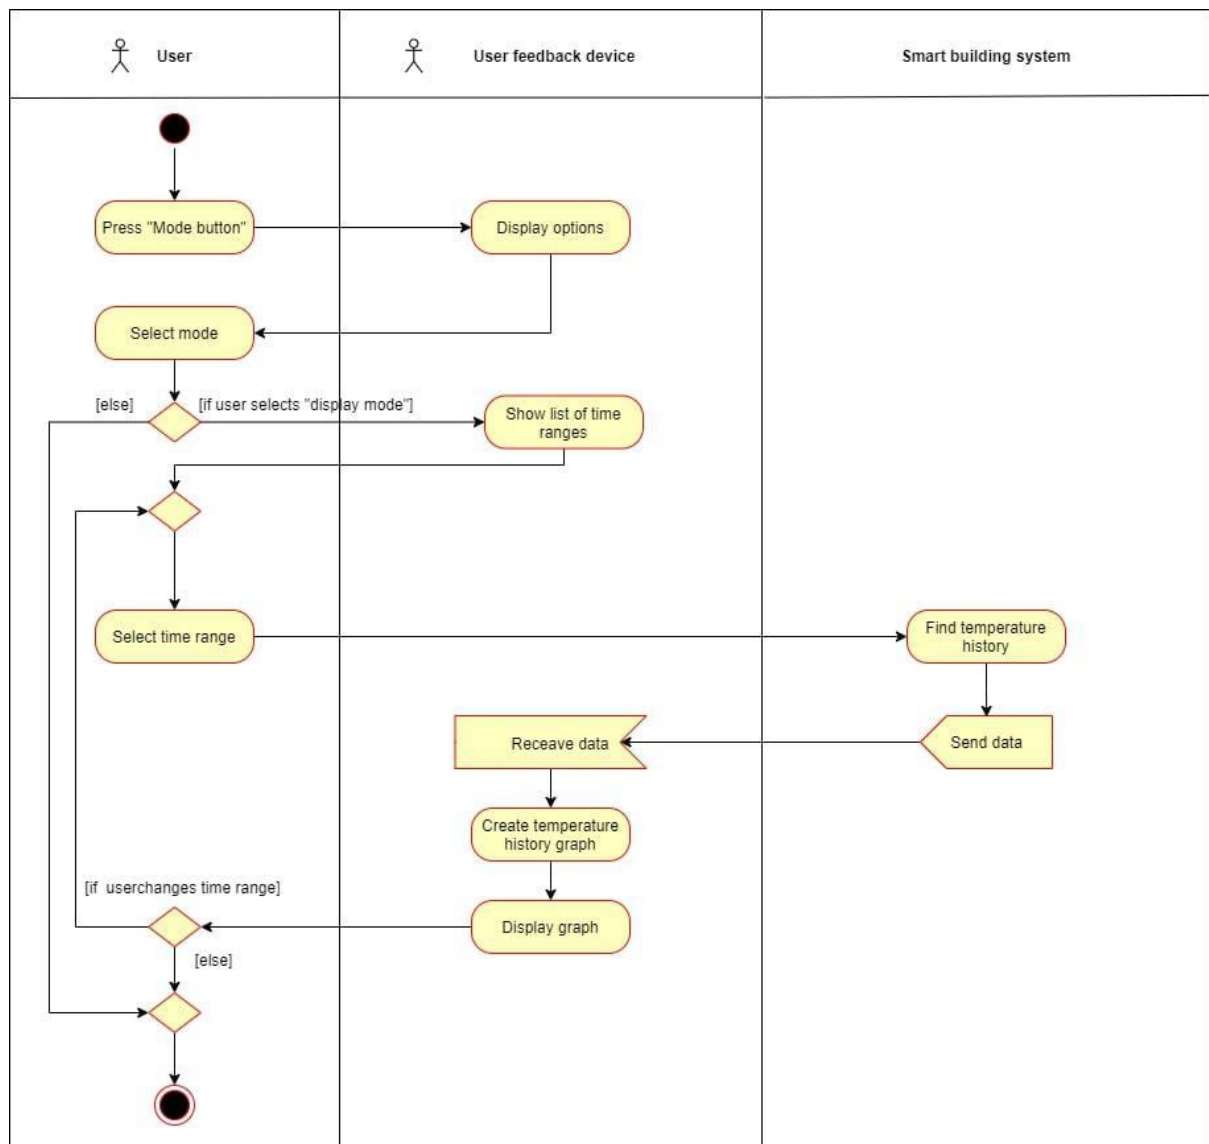 User
User feedback device
Smart building system
Press "Mode button"
Display options
Select mode
[else]
[if user selects "display mode"]
Show list of time
ranges
Select time range
Find temperature
history
Receave data
Send data
Create temperature
history graph
[if userchanges time range]
Display graph
[else]